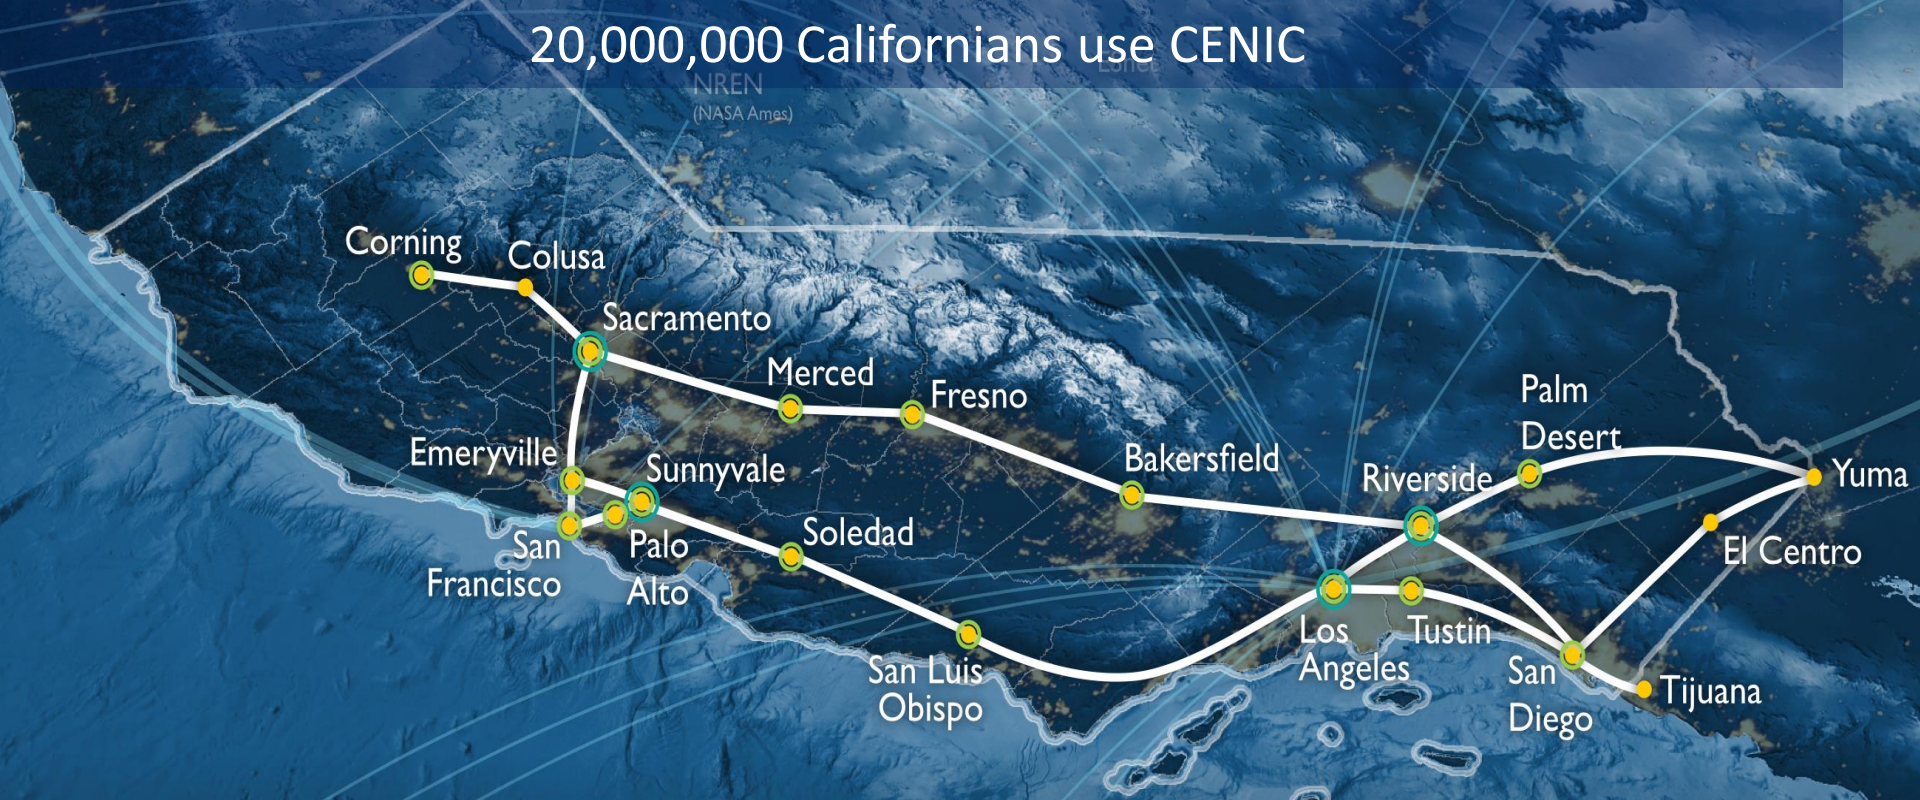 20,000,000 Californians use CENIC
NREN
(NASA Ames)
Corning
Colusa
Sacramento
Merced
Fresno
Palm
Desert
Emeryville
Sunnyvale
Bakersfield
Riverside
Yuma
San
Francisco
Palo
Alto
Soledad
El Centro
San Luis
Obispo
Los
Angeles
Tustin
San
Diego
Tijuana